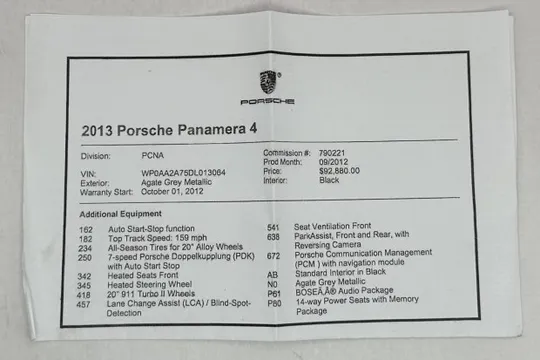 PORSCHE
2013 Porsche Panamera 4
Division: PCNA
Commission #: 790221
Prod Month: 09/2012
VIN: WP0AA2A75DL013064
Price: $92,880.00
Exterior: Agate Grey Metallic
Interior: Black
Warranty Start: October 01, 2012
Additional Equipment
162 Auto Start-Stop function
182 Top Track Speed: 159 mph
234 All-Season Tires for 20" Alloy Wheels
250 7-speed Porsche Doppelkupplung (PDK)
with Auto Start Stop
342 Heated Seats Front
345 Heated Steering Wheel
418 20" 911 Turbo II Wheels
457 Lane Change Assist (LCA) / Blind-Spot-
Detection
541 Seat Ventilation Front
638 ParkAssist, Front and Rear, with
Reversing Camera
672 Porsche Communication Management
(PCM ) with navigation module
AB Standard Interior in Black
N0 Agate Grey Metallic
P61 BOSEÃ‚Â® Audio Package
P80 14-way Power Seats with Memory
Package